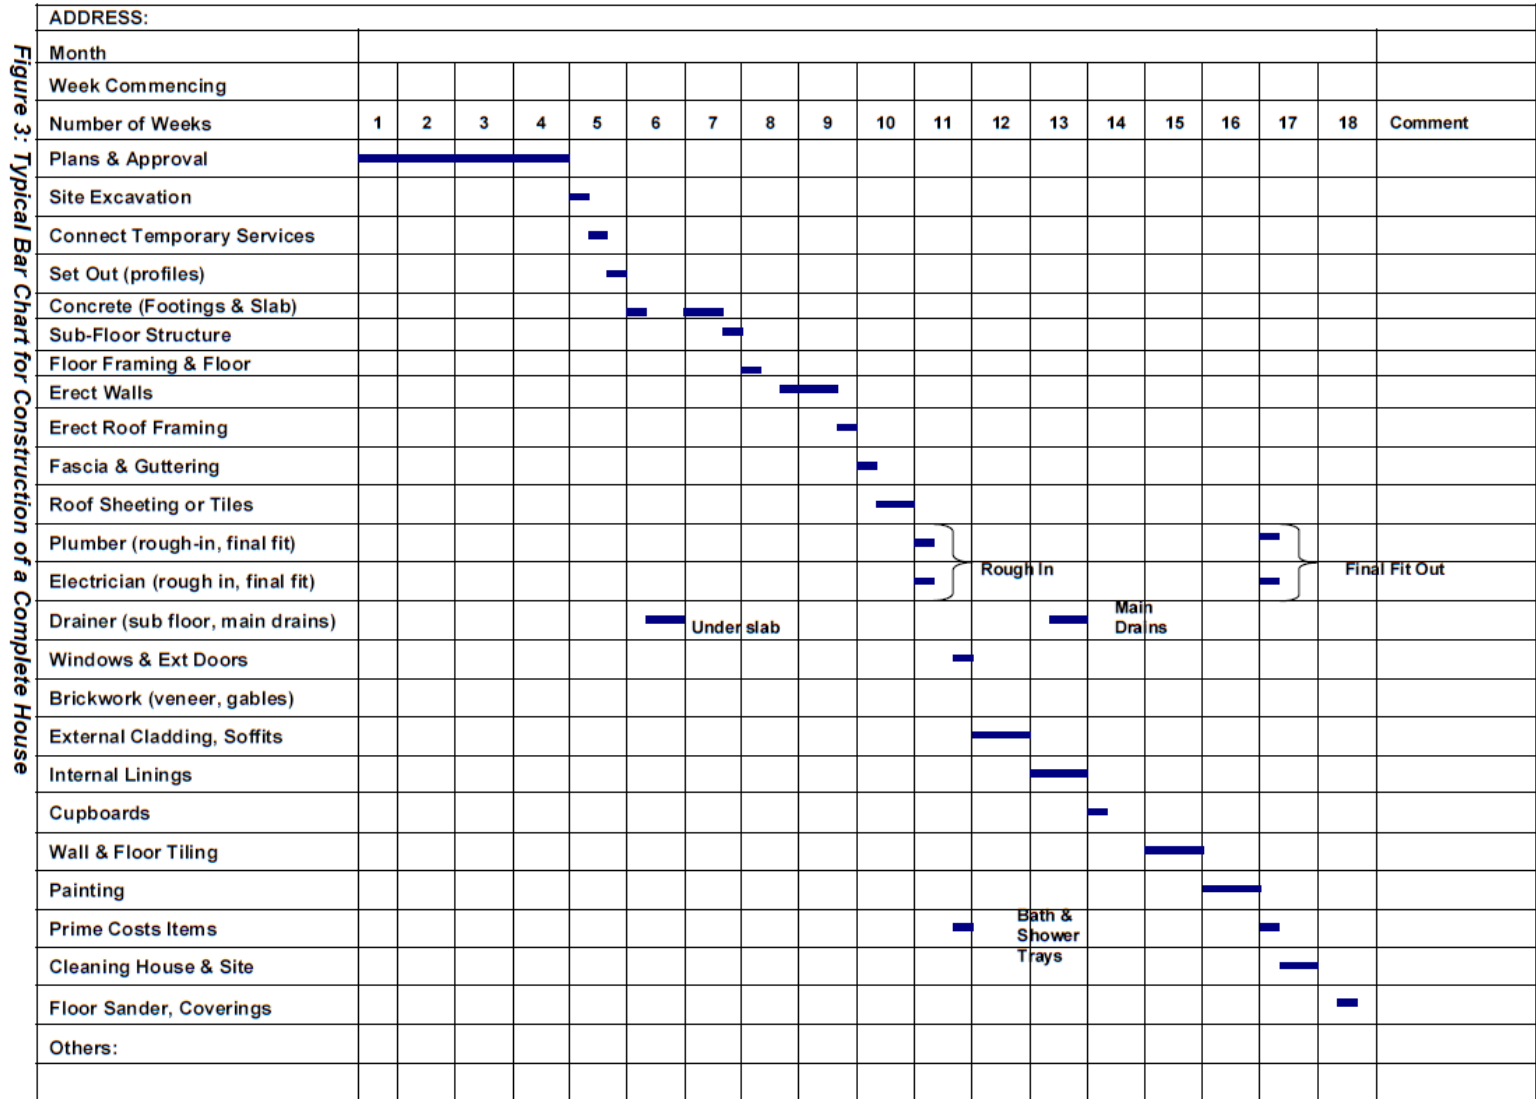 Figure 3: Typical Bar Chart for Construction of a Complete House
ADDRESS:
Month
Week Commencing
Number of Weeks 1 2 3 4 5 6 7 8 9 10 11 12 13 14 15 16 17 18 Comment
Plans & Approval
Site Excavation
Connect Temporary Services
Set Out (profiles)
Concrete (Footings & Slab)
Sub-Floor Structure
Floor Framing & Floor
Erect Walls
Erect Roof Framing
Fascia & Guttering
Roof Sheeting or Tiles
Plumber (rough-in, final fit)
Rough In Final Fit Out
Electrician (rough in, final fit)
Drainer (sub floor, main drains)
Under slab
Main
Drains
Windows & Ext Doors
Brickwork (veneer, gables)
External Cladding, Soffits
Internal Linings
Cupboards
Wall & Floor Tiling
Painting
Prime Costs Items
Bath &
Shower
Trays
Cleaning House & Site
Floor Sander, Coverings
Others: